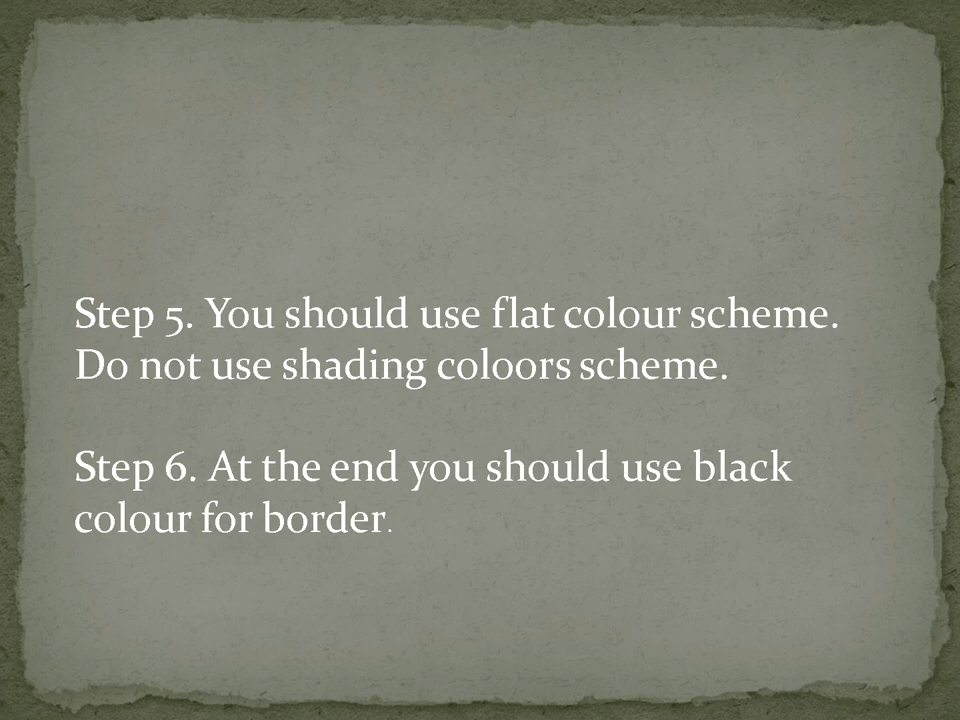 Step 5. You should use flat colour scheme.
Do not use shading coloors scheme.
Step 6. At the end you should use black
colour for border.